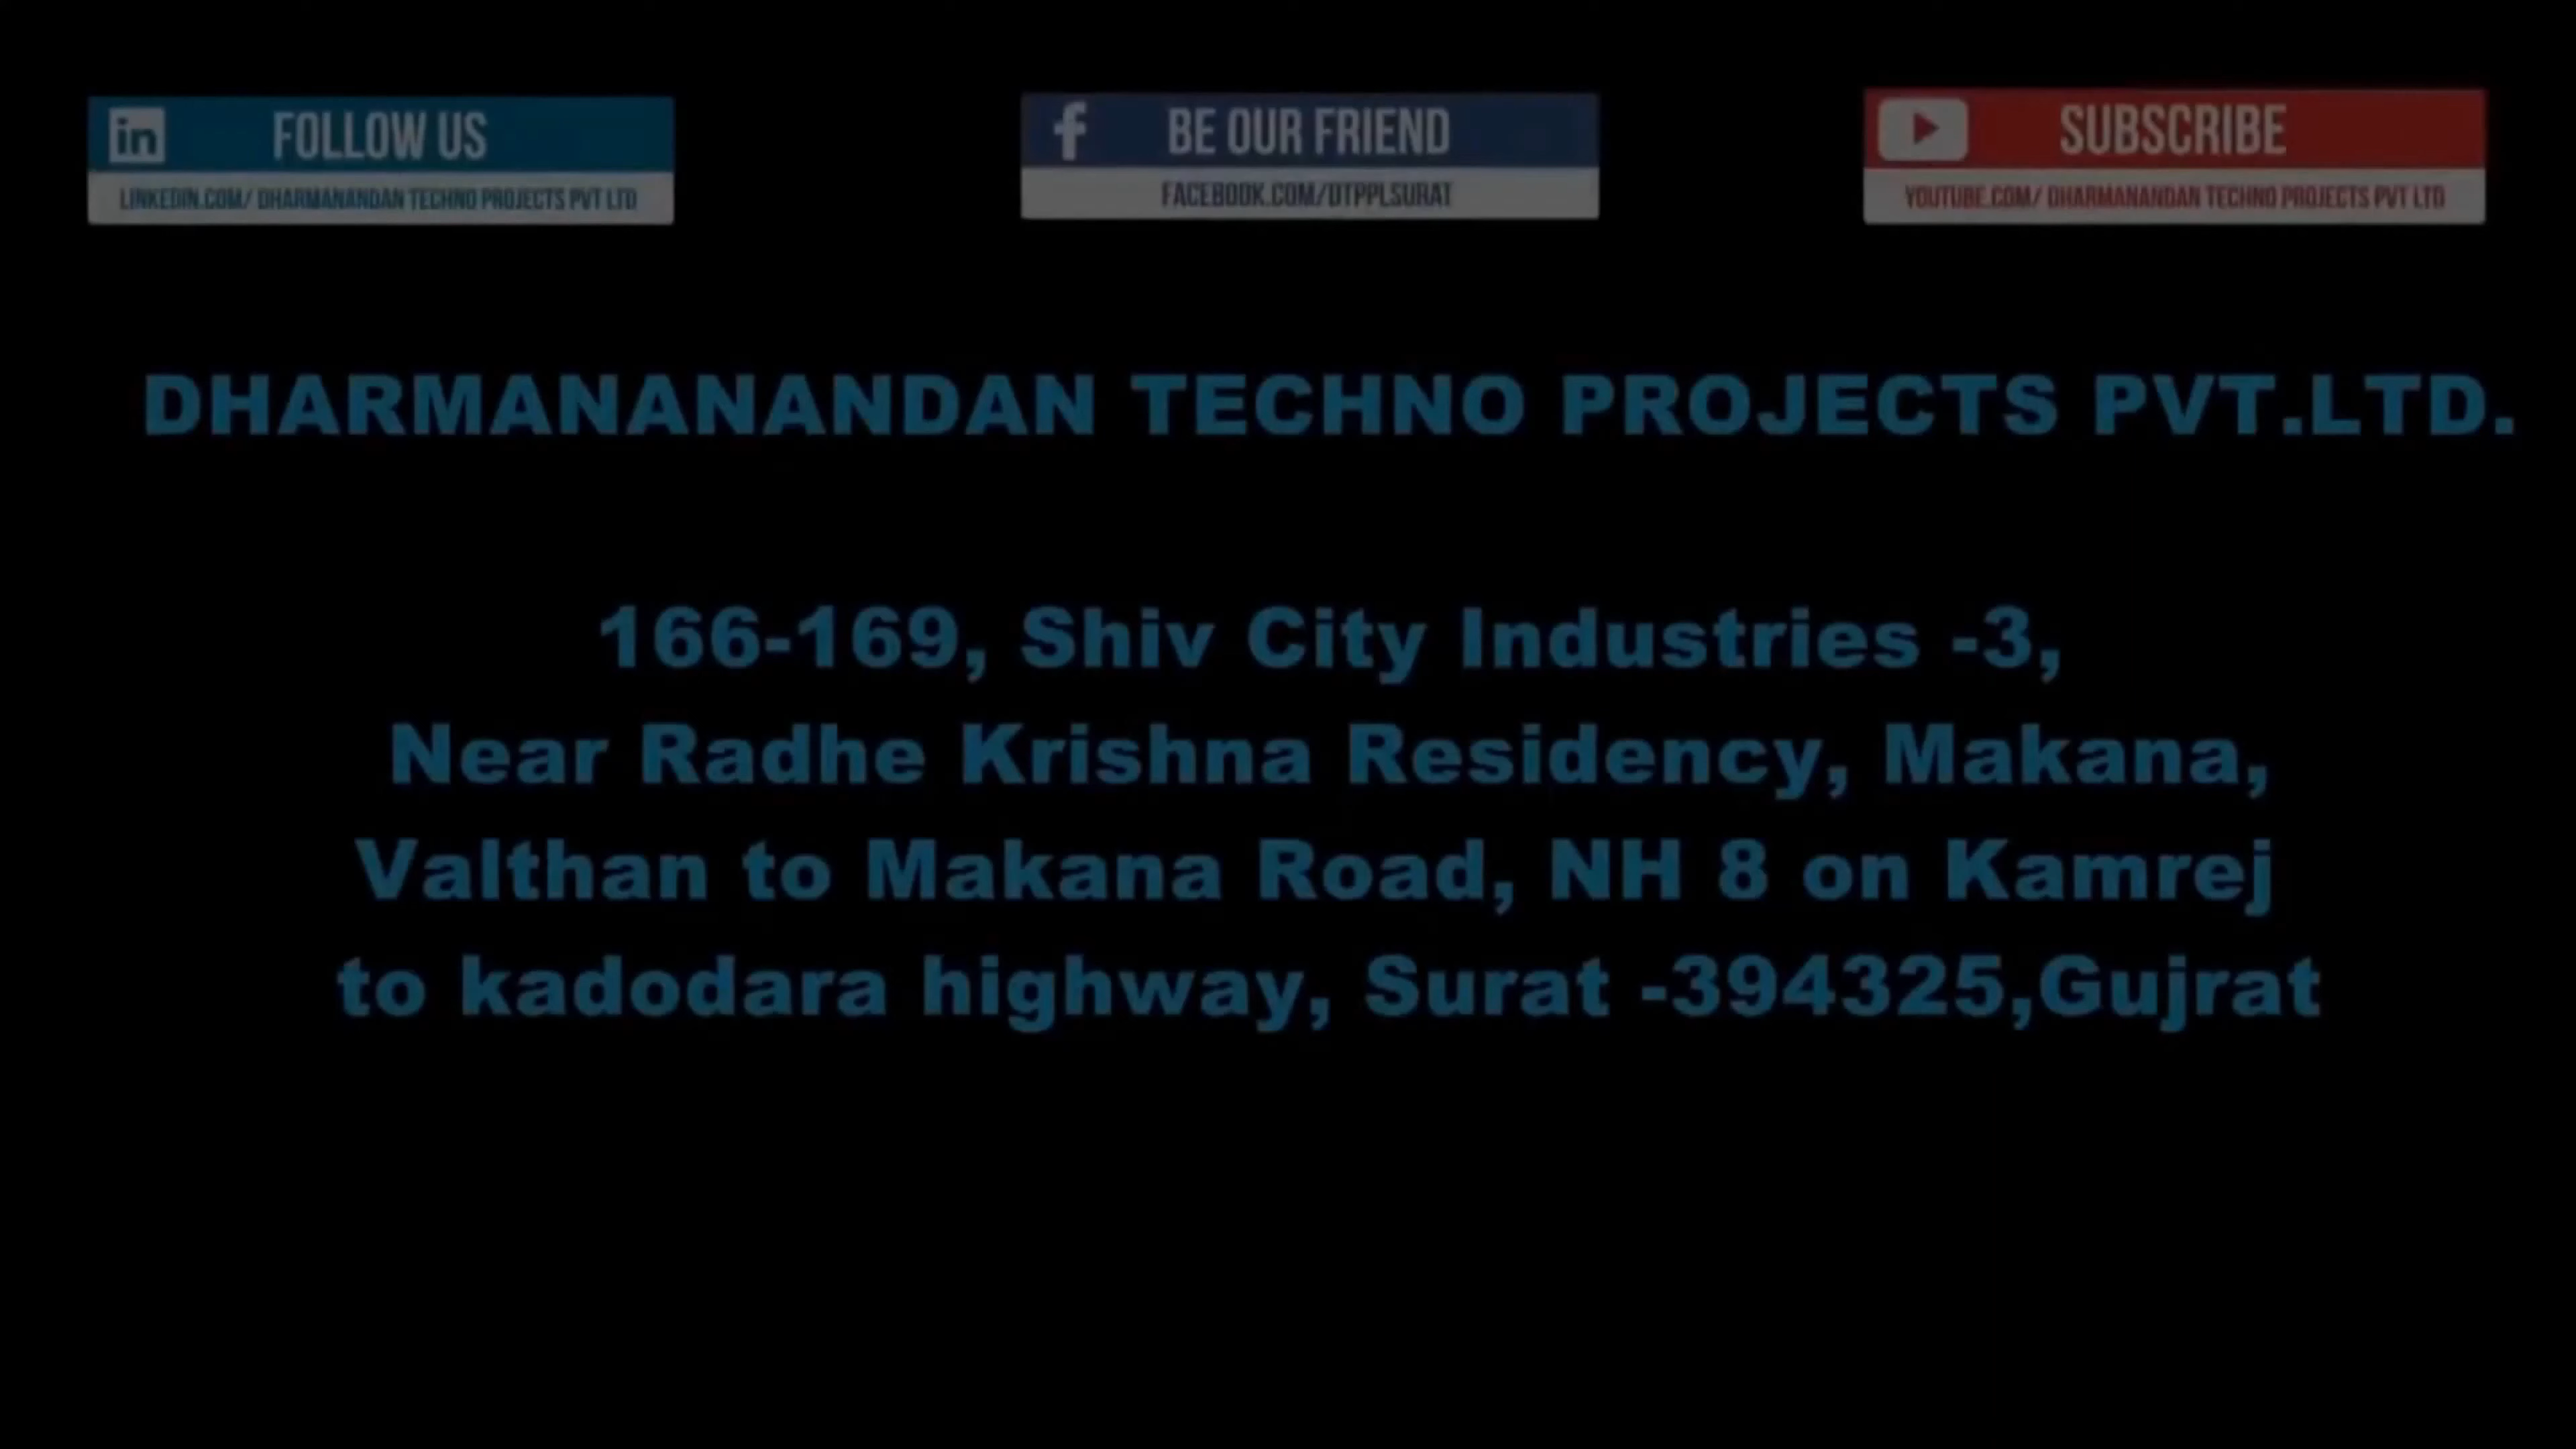 in FOLLOW US
LINKEDIN.COM/ DHARMANANDAN TECHNO PROJECTS PVT LTD
f BE OUR FRIEND
FACEBOOK.COM/DTPPLSURAT
SUBSCRIBE
YOUTUBE.COM/ DHARMANANDAN TECHNO PROJECTS PVT LTD
DHARMANANANDAN TECHNO PROJECTS PVT.LTD.
166-169, Shiv City Industries -3,
Near Radhe Krishna Residency, Makana,
Valthan to Makana Road, NH 8 on Kamrej
to kadodara highway, Surat -394325,Gujrat